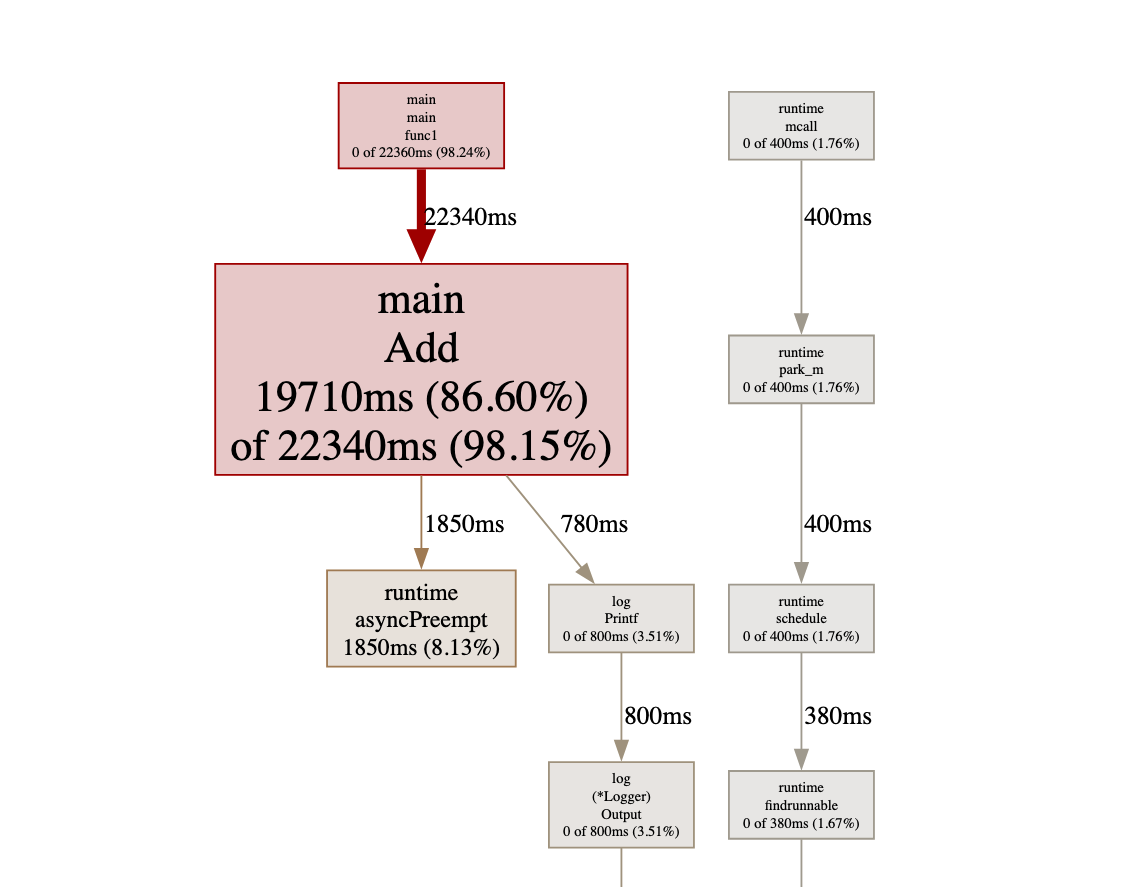 main
main
func1
0 of 22360ms (98.24%)
22340ms
main
Add
19710ms (86.60%)
of 22340ms (98.15%)
1850ms
780ms
runtime
asyncPreempt
1850ms (8.13%)
log
Printf
0 of 800ms (3.51%)
800ms
log
(*Logger)
Output
0 of 800ms (3.51%)
runtime
mcall
0 of 400ms (1.76%)
400ms
runtime
park_m
0 of 400ms (1.76%)
400ms
runtime
schedule
0 of 400ms (1.76%)
380ms
runtime
findrunnable
0 of 380ms (1.67%)